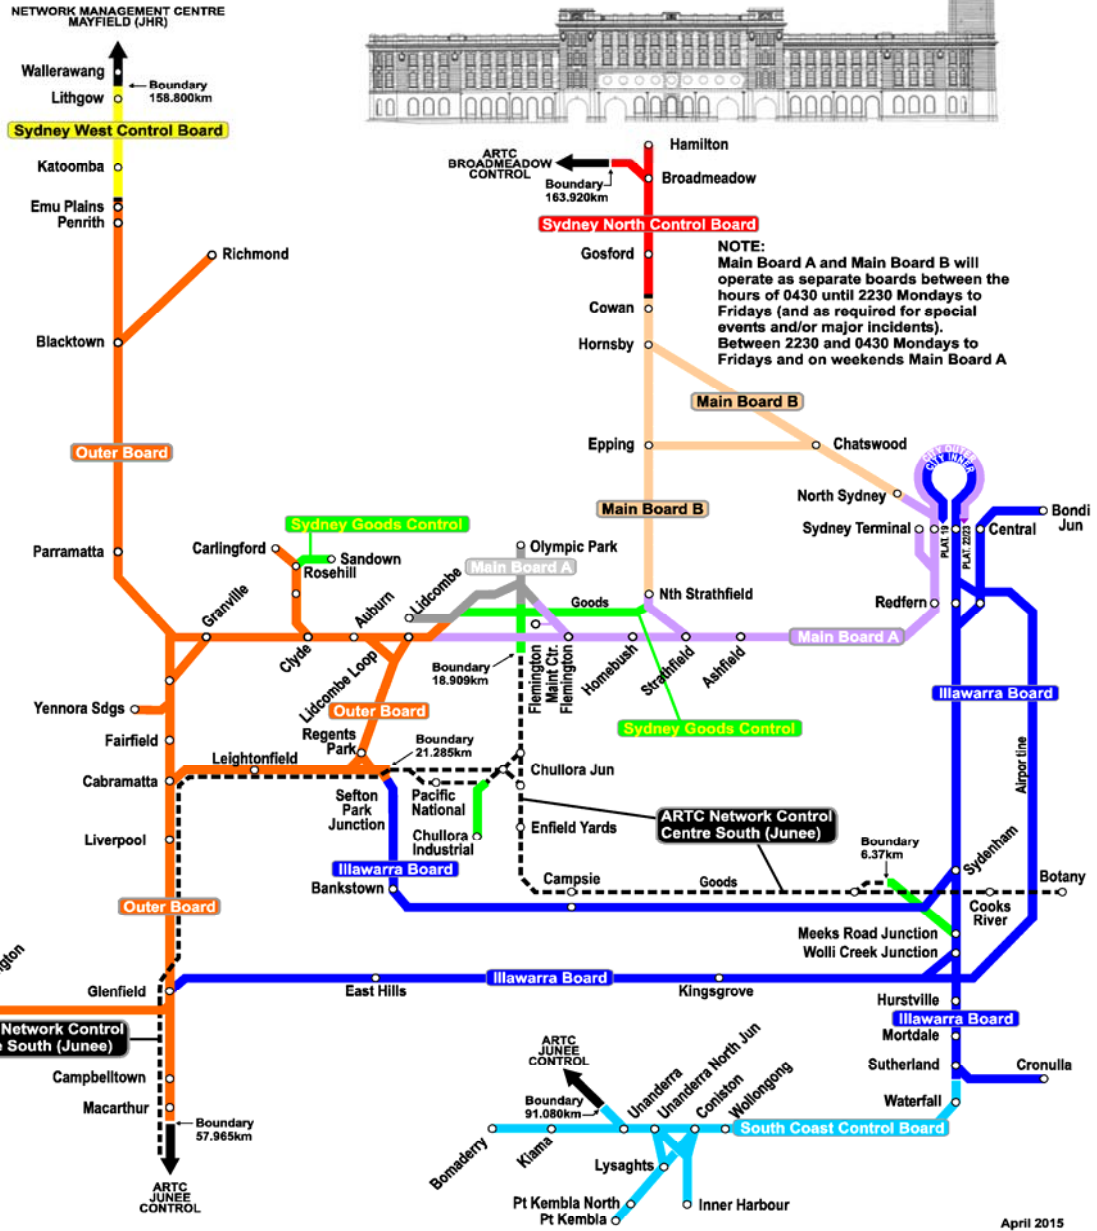 NETWORK MANAGEMENT CENTRE
MAYFIELD (JHR)
Wallerawang
Boundary
158.800km
Lithgow
Sydney West Control Board
Katoomba
Emu Plains
Penrith
Richmond
Blacktown
Outer Board
Parramatta
ARTC
BROADMEADOW
CONTROL
Boundary
163.920km
Hamilton
Broadmeadow
Sydney North Control Board
Gosford
NOTE:
Main Board A and Main Board B will
operate as separate boards between the
hours of 0430 until 2230 Mondays to
Fridays (and as required for special
events and/or major incidents).
Between 2230 and 0430 Mondays to
Fridays and on weekends Main Board A
Cowan
Hornsby
Main Board B
Epping
Chatswood
Main Board B
North Sydney
CITY OUTER
CITY INNER
Sydney Terminal
PLAT. 19
PLAT. 22/23
Central
Bondi
Jun
Redfern
Sydney Goods Control
Carlingford
Sandown
Rosehill
Granville
Clyde
Auburn
Lidcombe
Olympic Park
Main Board A
Goods
Nth Strathfield
Main Board A
Lidcombe Loop
Boundary
18.909km
Flemington
Maint Ctr.
Flemington
Homebush
Strathfield
Ashfield
Sydney Goods Control
Illawarra Board
Airport line
Yennora Sdgs
Fairfield
Outer Board
Regents
Park
Boundary
21.285km
Leightonfield
Cabramatta
Sefton
Park
Junction
Pacific
National
Chullora Jun
Chullora
Industrial
Enfield Yards
ARTC Network Control
Centre South (Junee)
Liverpool
Illawarra Board
Bankstown
Campsie
Goods
Boundary
6.37km
Sydenham
Botany
Cooks
River
Outer Board
Meeks Road Junction
Wolli Creek Junction
ngton
Glenfield
East Hills
Illawarra Board
Kingsgrove
Hurstville
Illawarra Board
Mortdale
Sutherland
Cronulla
Waterfall
Network Control
e South (Junee)
Campbelltown
Macarthur
Boundary
57.965km
ARTC
JUNEE
CONTROL
ARTC
JUNEE
CONTROL
Boundary
91.080km
Unanderra
Unanderra North Jun
Coniston
Wollongong
South Coast Control Board
Bomaderry
Kiama
Lysaghts
Pt Kembla North
Pt Kembla
Inner Harbour
April 2015